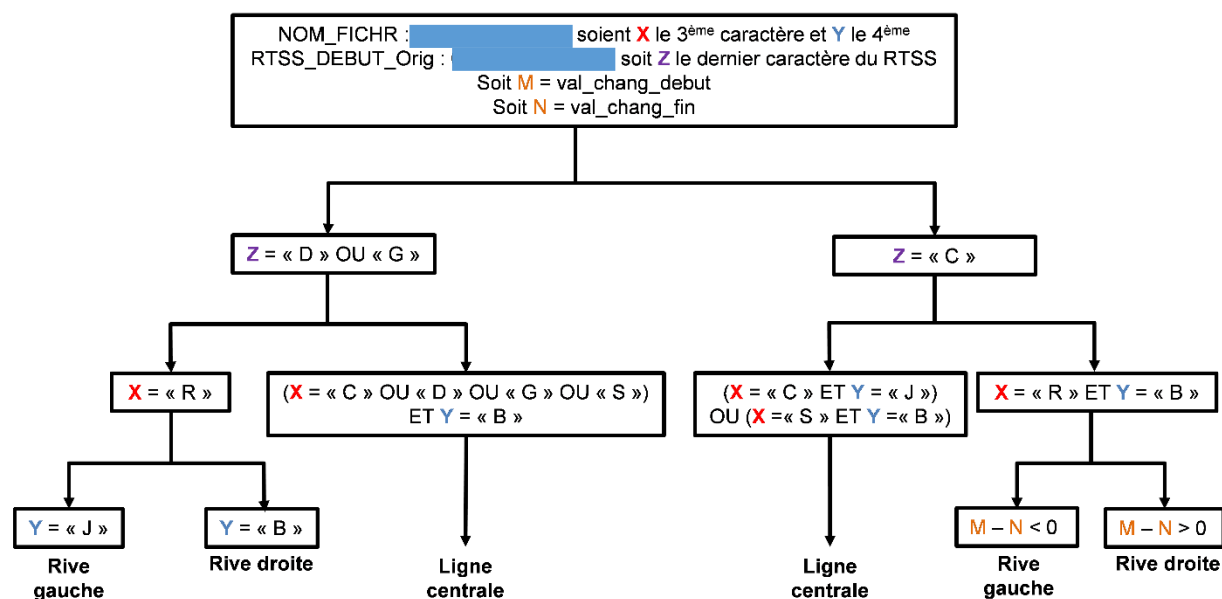 NOM_FICHR : soient X le 3ème caractère et Y le 4ème
RTSS_DEBUT_Orig : soit Z le dernier caractère du RTSS
Soit M = val_chang_debut
Soit N = val_chang_fin
Z = « D » OU « G »
Z = « C »
X = « R »
(X = « C » OU « D » OU « G » OU « S »)
ET Y = « B »
(X = « C » ET Y = « J »)
OU (X =« S » ET Y =« B »)
X = « R » ET Y = « B »
Y = « J »
Y = « B »
M – N < 0
M – N > 0
Rive
gauche
Rive droite
Ligne
centrale
Ligne
centrale
Rive
gauche
Rive droite